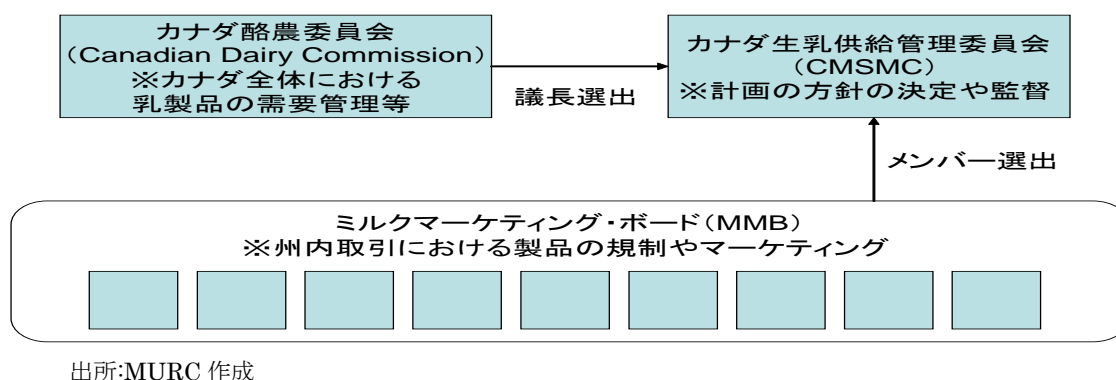 カナダ酪農委員会
(Canadian Dairy Commission)
※カナダ全体における
乳製品の需要管理等
議長選出
カナダ生乳供給管理委員会
(CMSMC)
※計画の方針の決定や監督
メンバー選出
ミルクマーケティング・ボード(MMB)
※州内取引における製品の規制やマーケティング
出所:MURC 作成